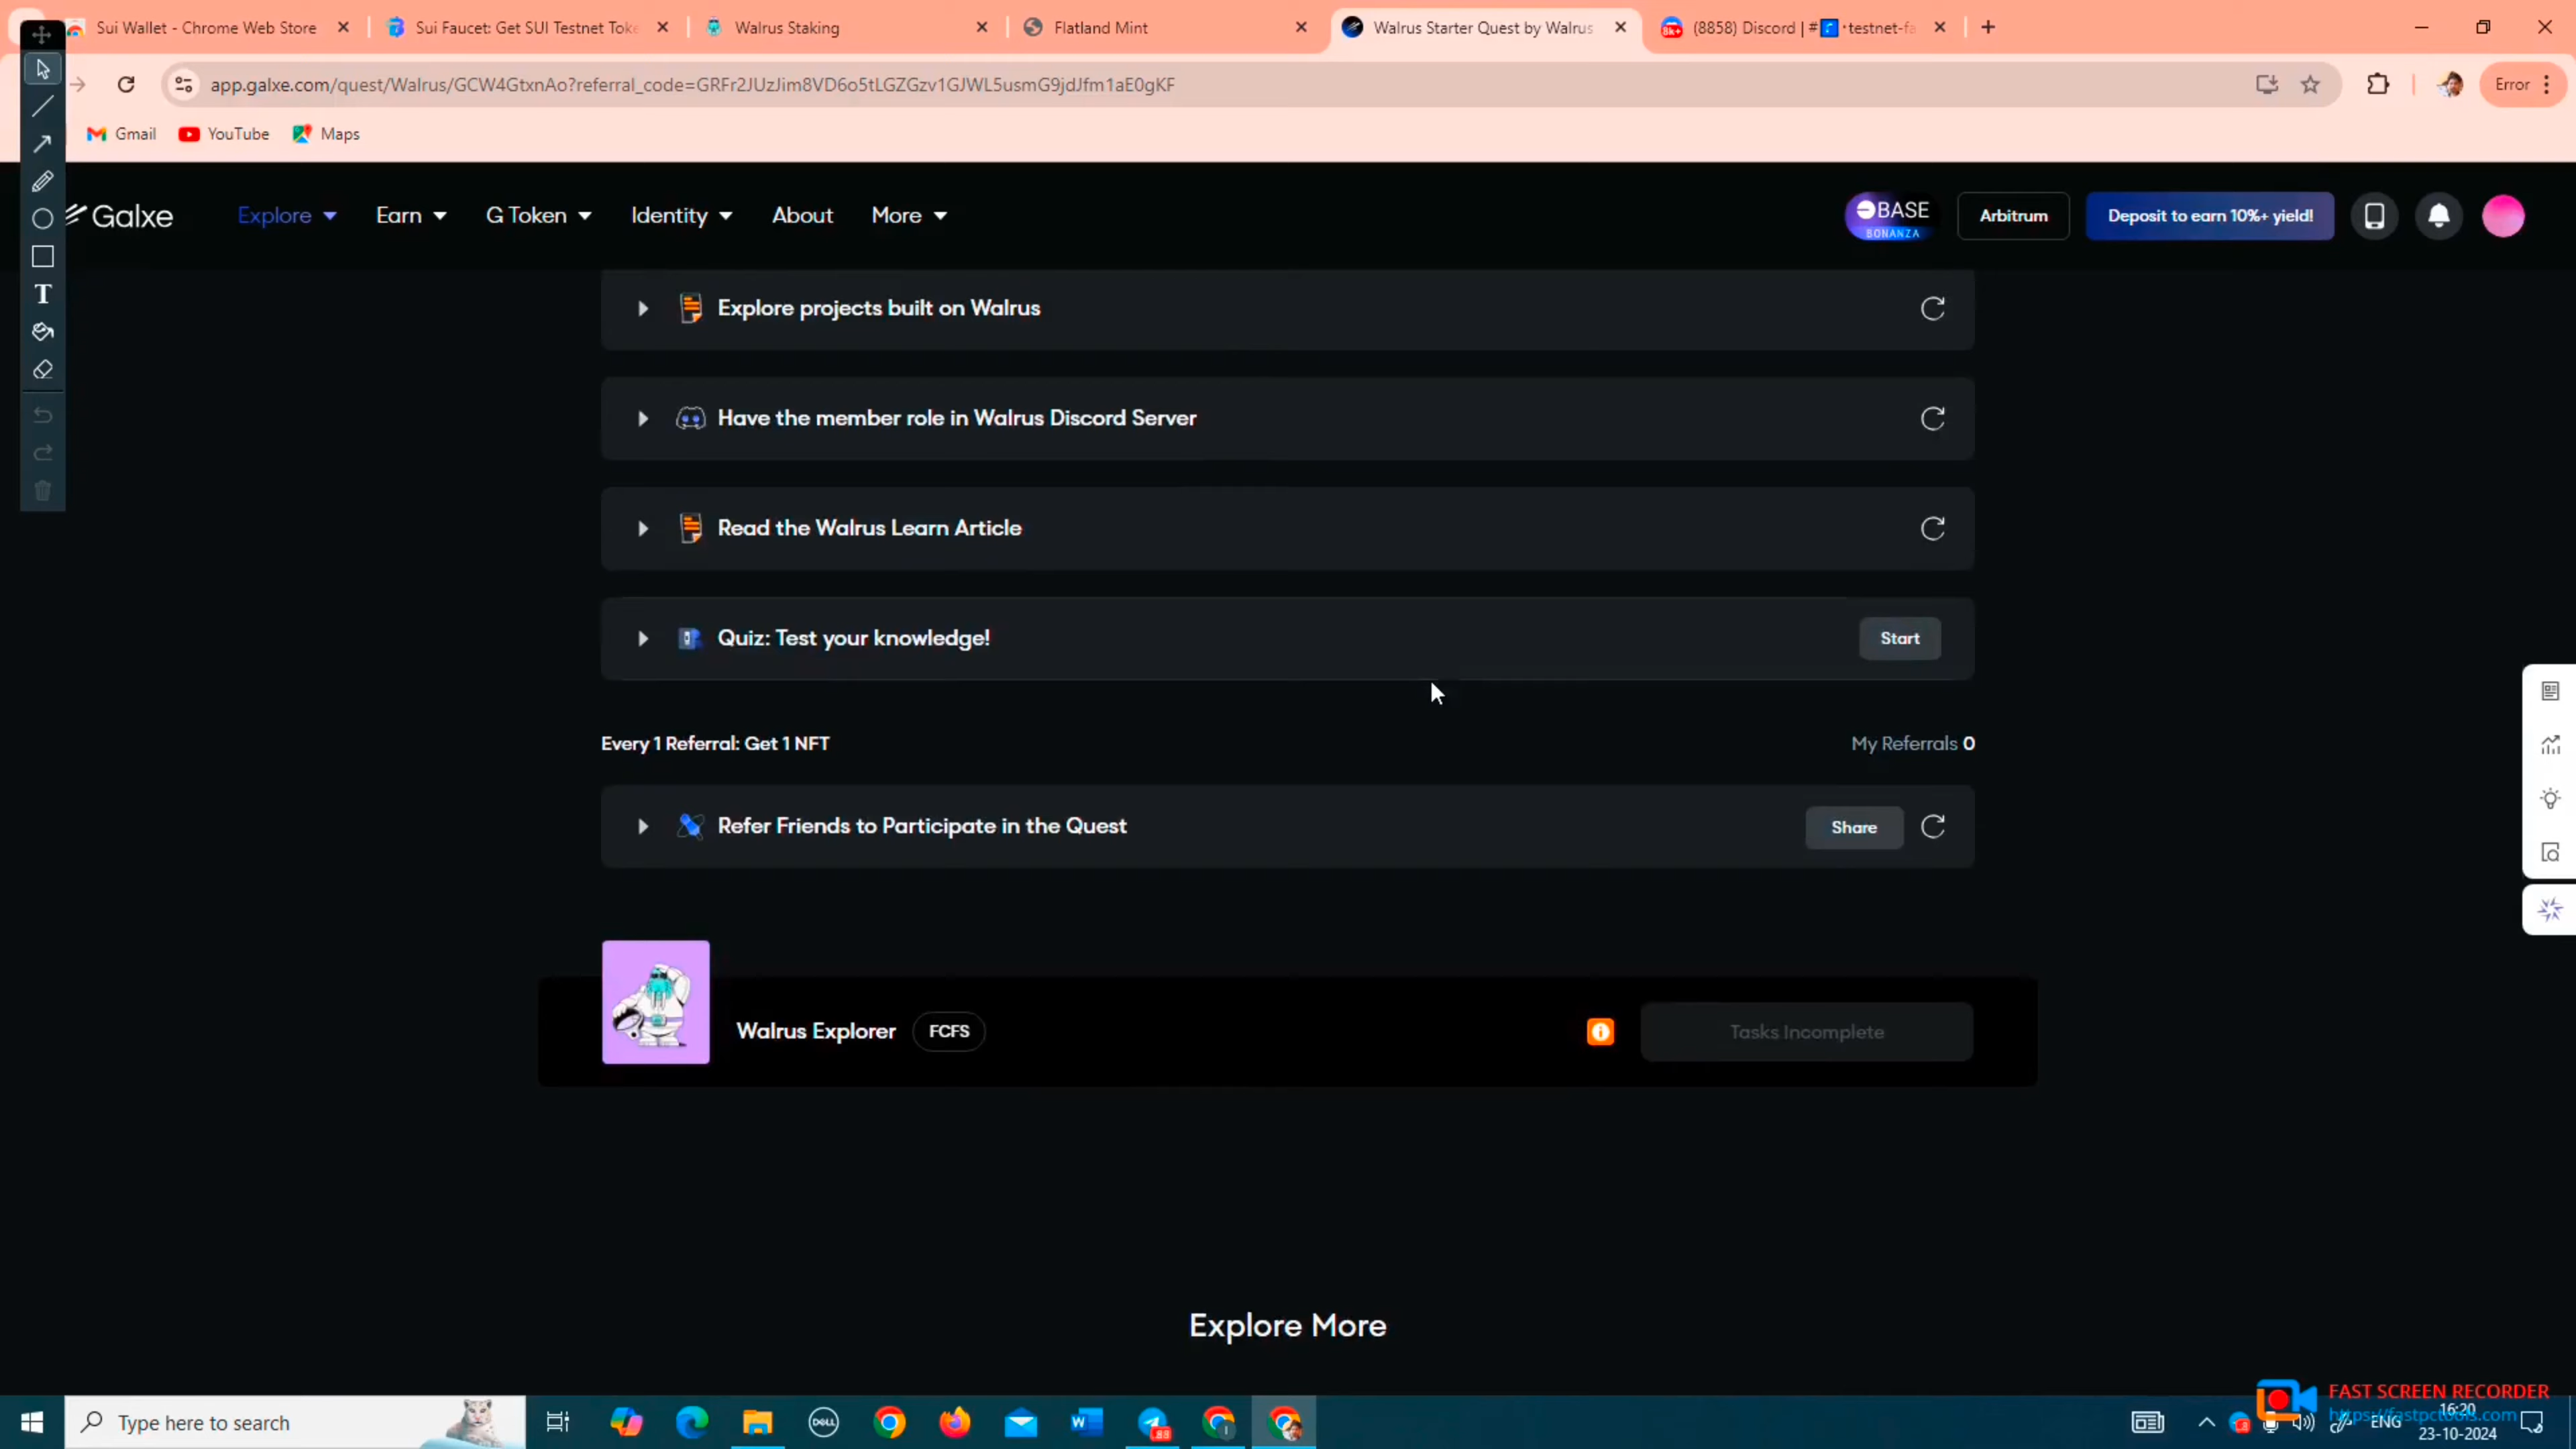 Sui Wallet - Chrome Web Store
Sui Faucet: Get SUI Testnet Toke
Walrus Staking
Flatland Mint
Walrus Starter Quest by Walrus
(8858) Discord | # testnet-fa
app.galxe.com/quest/Walrus/GCW4GtxnAo?referral_code=GRFr2JUzJim8VD6o5tLGZGzv1GJWL5usmG9jdJfm1aE0gKF
Error
Gmail
YouTube
Maps
Galxe
Explore
Earn
G Token
Identity
About
More
BASE
BONANZA
Arbitrum
Deposit to earn 10%+ yield!
T
Explore projects built on Walrus
Have the member role in Walrus Discord Server
Read the Walrus Learn Article
Quiz: Test your knowledge!
Start
Every 1 Referral: Get 1 NFT
My Referrals 0
Refer Friends to Participate in the Quest
Share
Walrus Explorer
FCFS
Tasks Incomplete
Explore More
Type here to search
DELL
88
ENG
16:20
23-10-2024
FAST SCREEN RECORDER
https://fastpctools.com